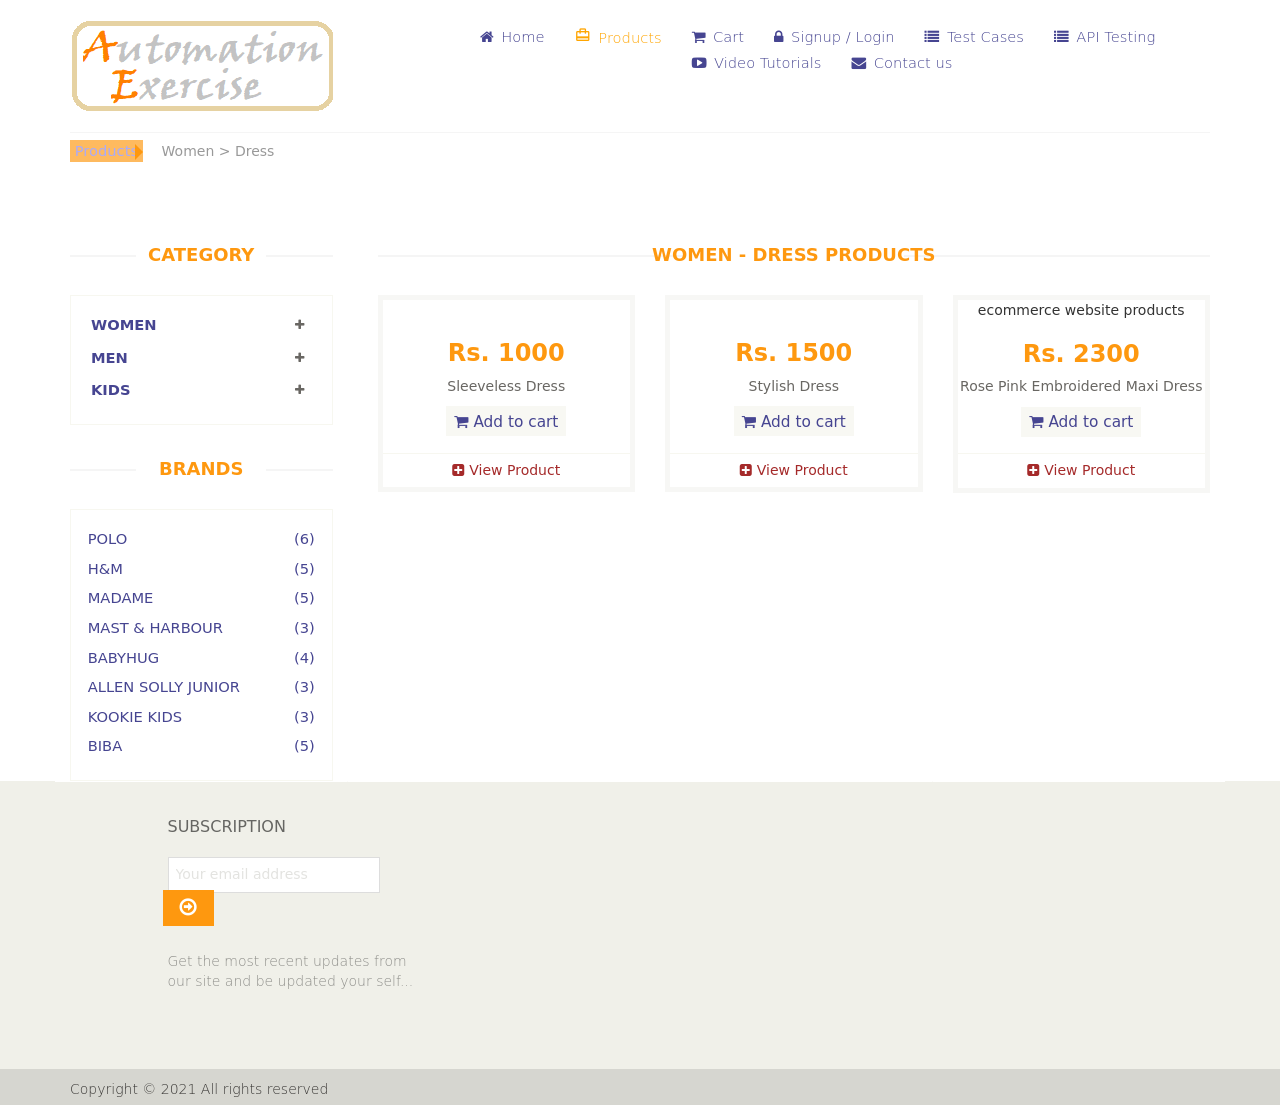 Automation
Exercise
Home
Products
Cart
Signup / Login
Test Cases
API Testing
Video Tutorials
Contact us
Products
Women > Dress
CATEGORY
WOMEN
MEN
KIDS
BRANDS
POLO (6)
H&M (5)
MADAME (5)
MAST & HARBOUR (3)
BABYHUG (4)
ALLEN SOLLY JUNIOR (3)
KOOKIE KIDS (3)
BIBA (5)
WOMEN - DRESS PRODUCTS
Rs. 1000
Sleeveless Dress
Add to cart
View Product
Rs. 1500
Stylish Dress
Add to cart
View Product
ecommerce website products
Rs. 2300
Rose Pink Embroidered Maxi Dress
Add to cart
View Product
SUBSCRIPTION
Your email address
Get the most recent updates from
our site and be updated your self...
Copyright © 2021 All rights reserved